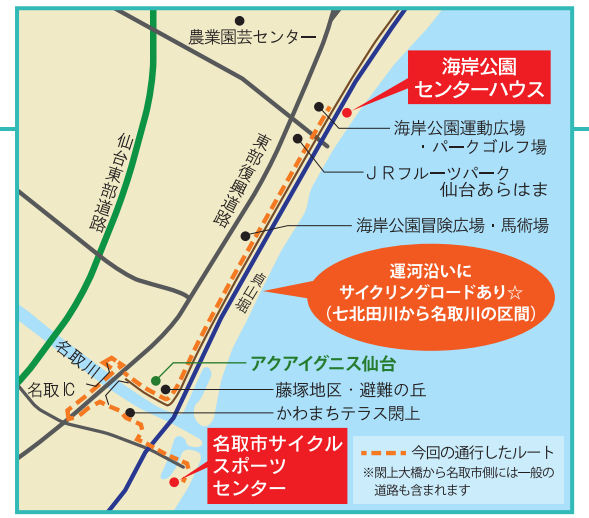 農業園芸センター
海岸公園
センターハウス
海岸公園運動広場
・パークゴルフ場
仙台東部道路
東部復興道路
JRフルーツパーク
仙台あらはま
海岸公園冒険広場・馬術場
貞山堀
運河沿いに
サイクリングロードあり☆
(七北田川から名取川の区間)
名取川
アクアイグニス仙台
名取IC
藤塚地区・避難の丘
かわまちテラス閖上
名取市サイクル
スポーツ
センター
今回の通行したルート
※閖上大橋から名取市側には一般の
道路も含まれます